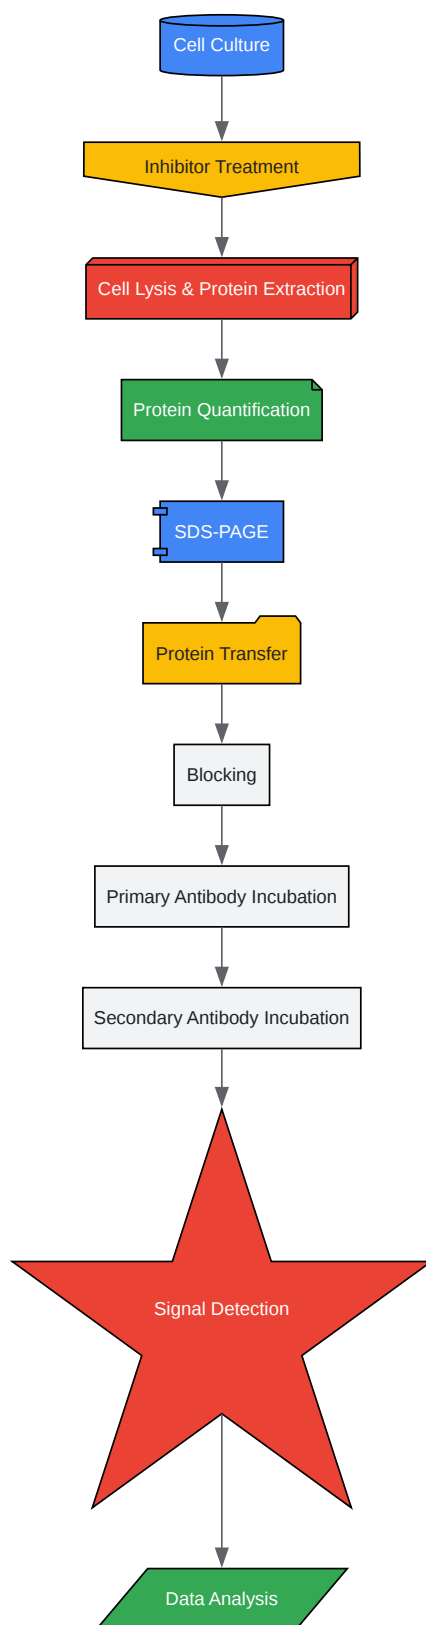 Cell Culture
Inhibitor Treatment
Cell Lysis & Protein Extraction
Protein Quantification
SDS-PAGE
Protein Transfer
Blocking
Primary Antibody Incubation
Secondary Antibody Incubation
Signal Detection
Data Analysis